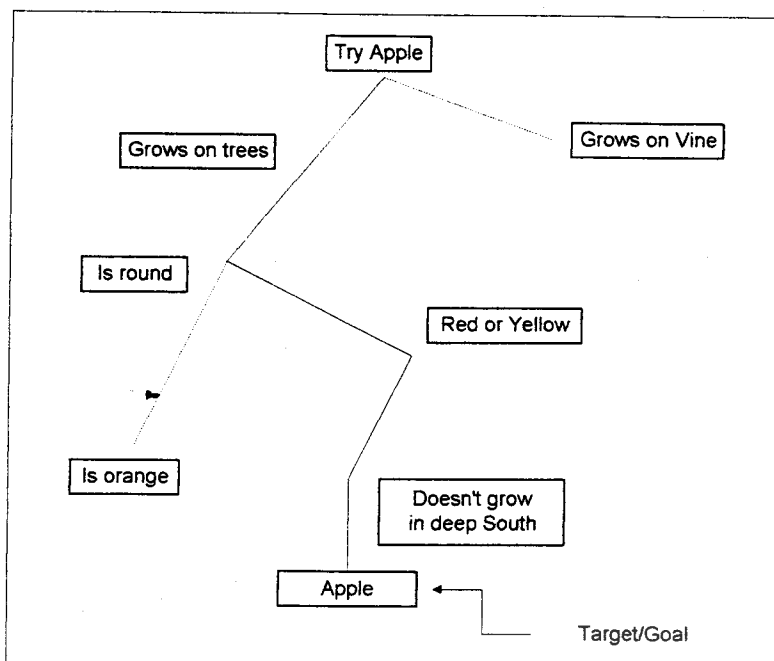 Try Apple
Grows on trees
Grows on Vine
Is round
Red or Yellow
Is orange
Doesn't grow
in deep South
Apple
Target/Goal